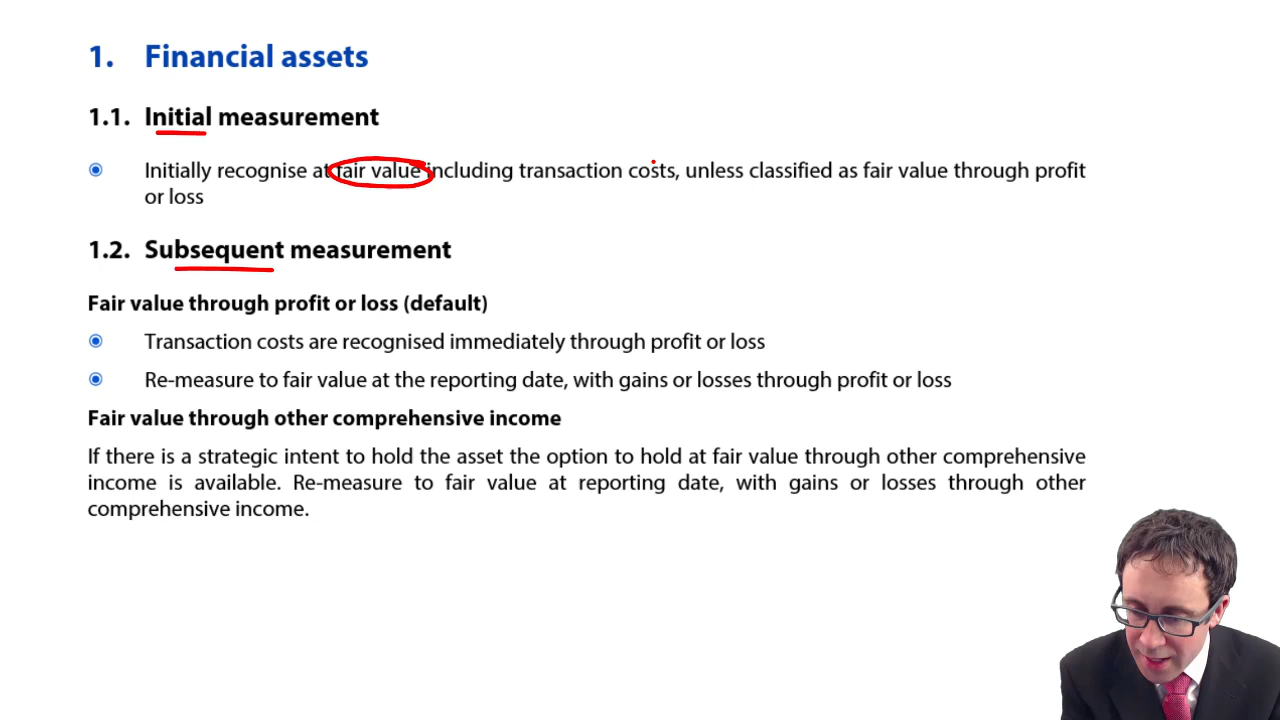 1. Financial assets
1.1. Initial measurement
Initially recognise at fair value including transaction costs, unless classified as fair value through profit
or loss
1.2. Subsequent measurement
Fair value through profit or loss (default)
Transaction costs are recognised immediately through profit or loss
Re-measure to fair value at the reporting date, with gains or losses through profit or loss
Fair value through other comprehensive income
If there is a strategic intent to hold the asset the option to hold at fair value through other comprehensive
income is available. Re-measure to fair value at reporting date, with gains or losses through other
comprehensive income.